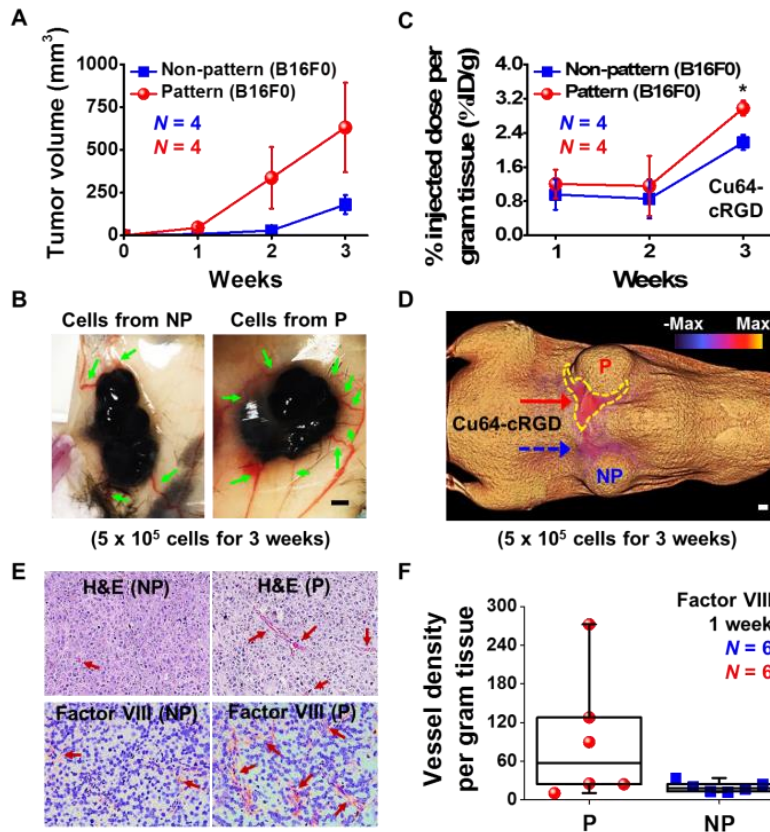 A
Tumor volume (mm³)
1000
750
500
250
0
Non-pattern (B16F0)
Pattern (B16F0)
N = 4
N = 4
0 1 2 3
Weeks
C
% injected dose per
gram tissue (%ID/g)
4.0
3.2
2.4
1.6
0.8
0.0
Non-pattern (B16F0)
Pattern (B16F0)
*
N = 4
N = 4
Cu64-
cRGD
1 2 3
Weeks
B
Cells from NP
Cells from P
(5 x 10⁵ cells for 3 weeks)
D
-Max Max
P
Cu64-cRGD
NP
(5 x 10⁵ cells for 3 weeks)
E
H&E (NP)
H&E (P)
Factor VIII (NP)
Factor VIII (P)
F
Vessel density
per gram tissue
300
240
180
120
60
0
Factor VIII
1 week
N = 6
N = 6
P NP